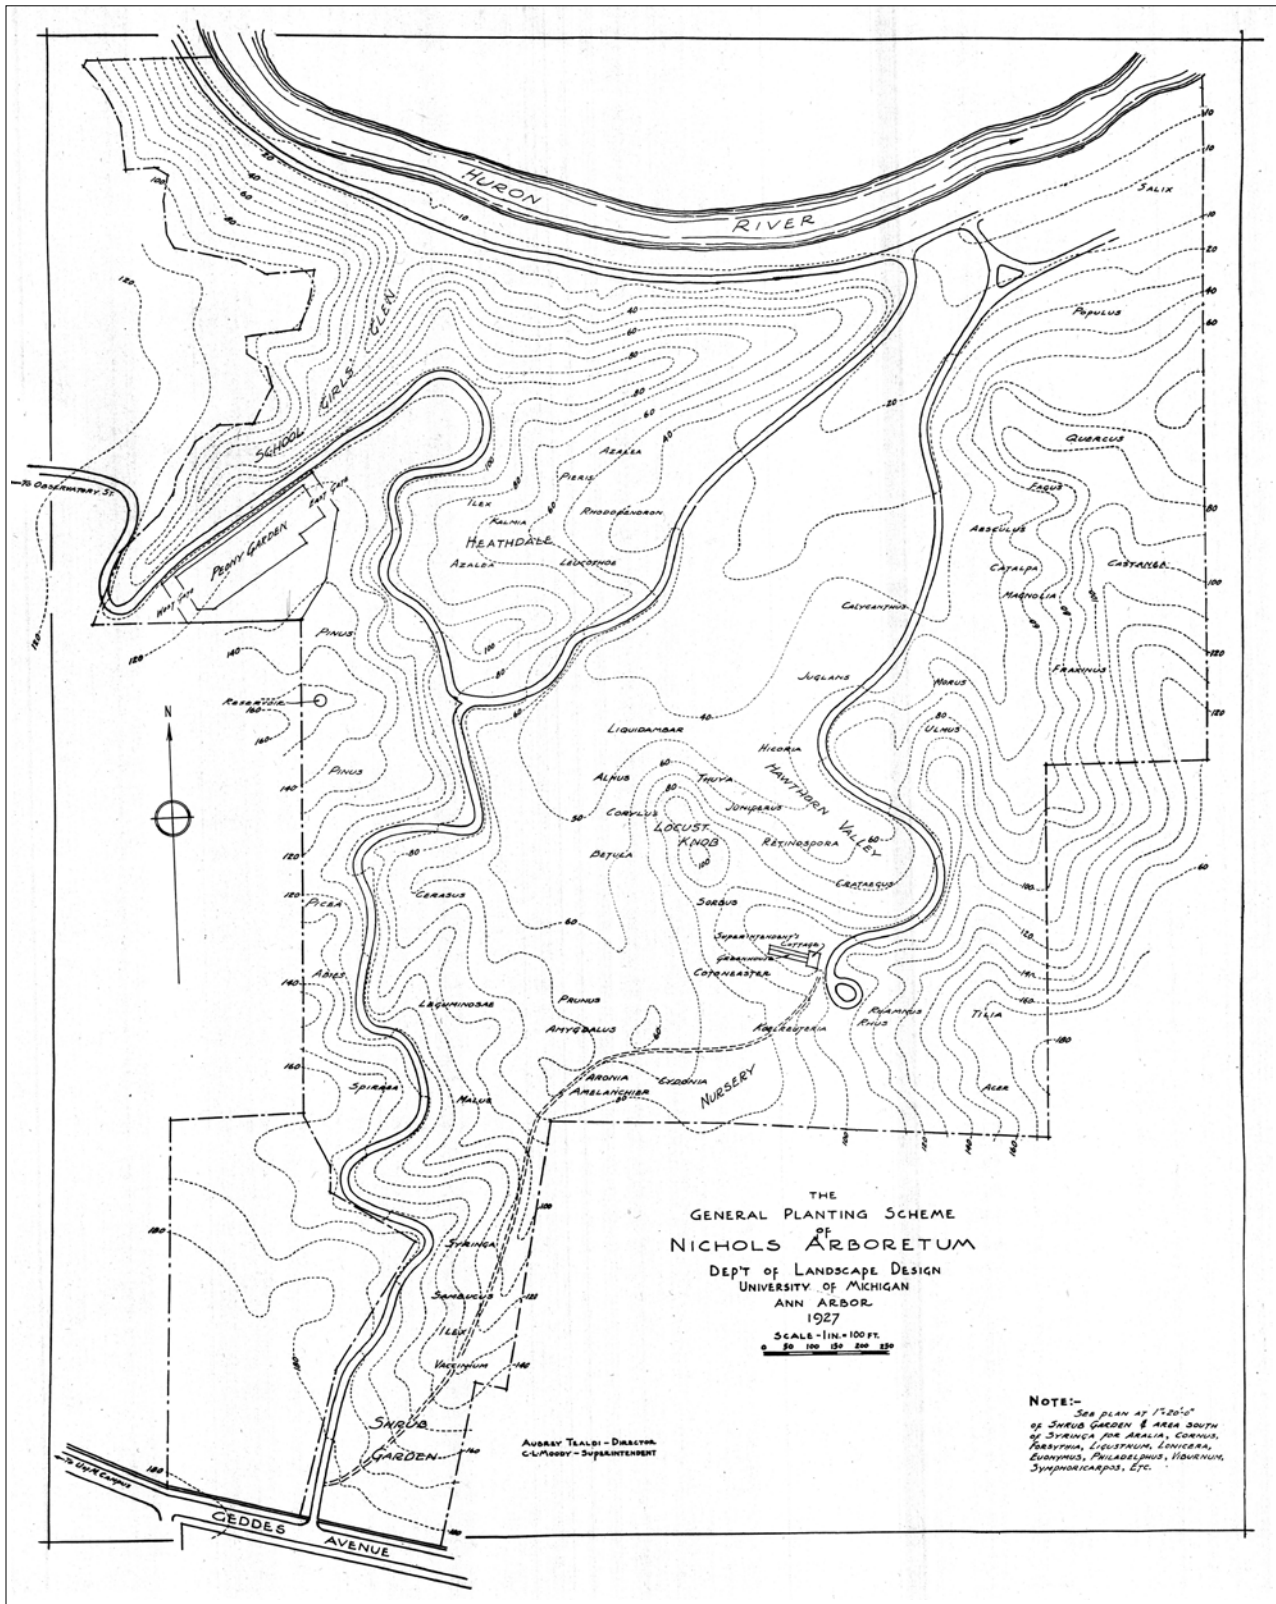 HURON
RIVER
SALIX
POPULUS
QUERCUS
FAGUS
AESCULUS
CATALPA
CASTANEA
MAGNOLIA
CALYCANTHUS
FRAXINUS
JUGLANS
MORUS
ULMUS
SCHOOL GIRLS' GLEN
TO OBSERVATORY ST.
PEONY GARDEN
EAST GATE
WEST GATE
AZALEA
PIERIS
ILEX
KALMIA
RHODODENDRON
HEATHDALE
AZALEA
LEUCOTHOE
PINUS
RESERVOIR
N
PINUS
LIQUIDAMBAR
HICORIA
ALNUS
THUYA
HAWTHORN VALLEY
CORYLUS
JUNIPERUS
LOCUST
KNOB
RETINOSPORA
BETULA
CRATAEGUS
CERASUS
SORBUS
PICEA
SUPERINTENDENT'S
COTTAGE
GREENHOUSE
COTONEASTER
ABIES
LEGUMINOSAE
PRUNUS
AMYGDALUS
KOELREUTERIA
RHAMNUS
RHUS
TILIA
SPIRAEA
MALUS
ARONIA
AMELANCHIER
CYDONIA
NURSERY
ACER
SYRINGA
SAMBUCUS
ILEX
VACCINIUM
SHRUB
GARDEN
THE
GENERAL PLANTING SCHEME
OF
NICHOLS ARBORETUM
DEP'T OF LANDSCAPE DESIGN
UNIVERSITY OF MICHIGAN
ANN ARBOR
1927
SCALE - 1 IN. = 100 FT.
0 50 100 150 200 250
AUBREY TEALDI - DIRECTOR
C.L. MOODY - SUPERINTENDENT
NOTE:-
SEE PLAN AT 1"=20'-0"
OF SHRUB GARDEN & AREA SOUTH
OF SYRINGA FOR ARALIA, CORNUS,
FORSYTHIA, LIGUSTRUM, LONICERA,
EUONYMUS, PHILADELPHUS, VIBURNUM,
SYMPHORICARPOS, ETC.
TO U. OF M. CAMPUS
GEDDES AVENUE